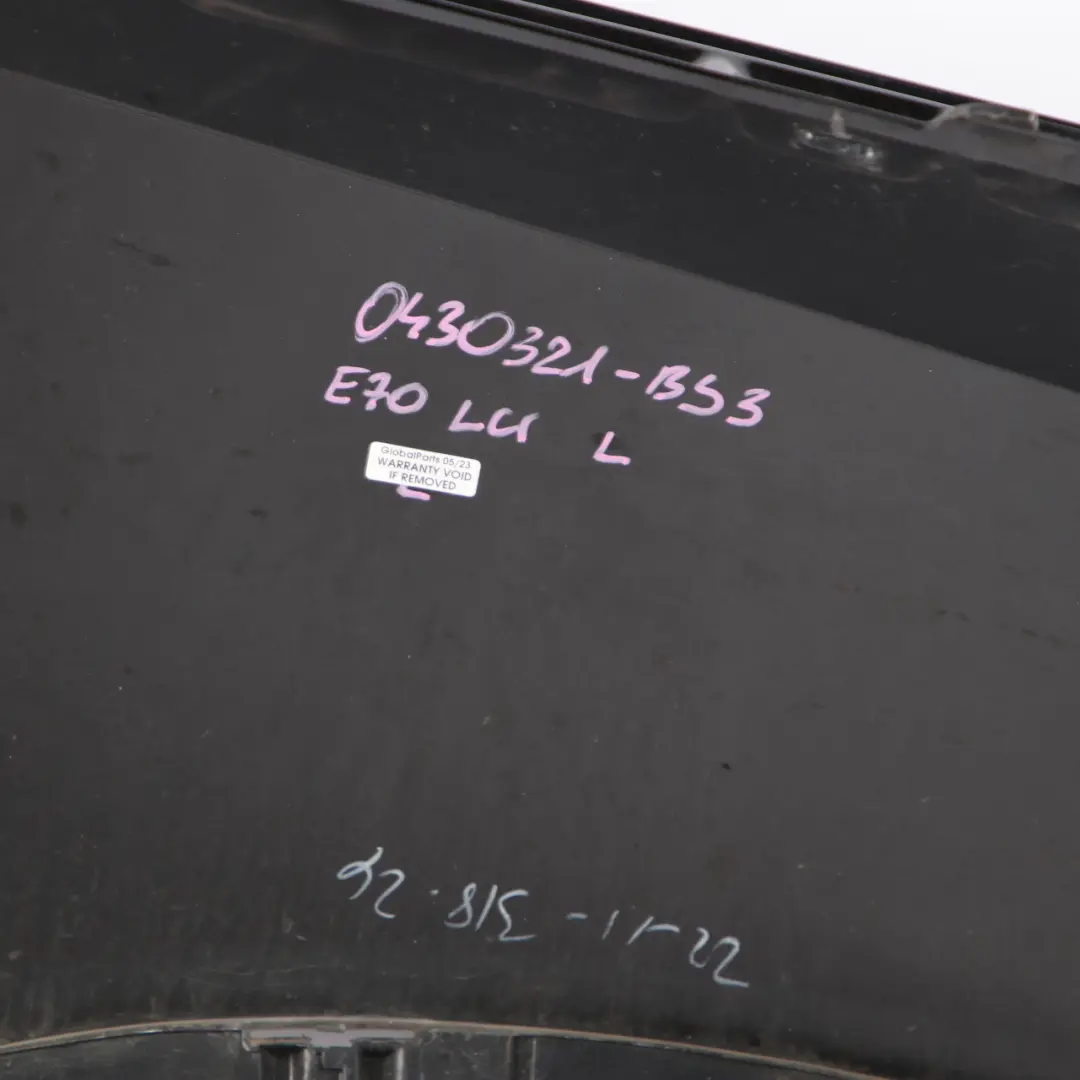 0430321-BS3
E70 LCI L
GlobalParts 05/23
WARRANTY VOID
IF REMOVED
L